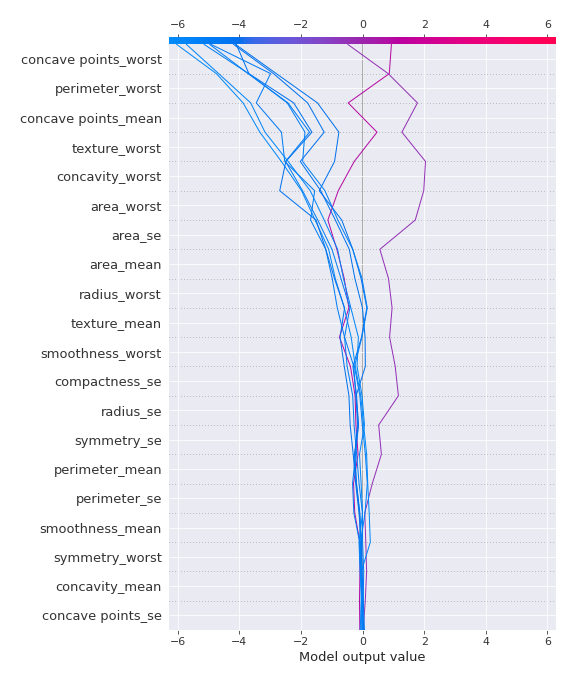 −6 −4 −2 0 2 4 6
concave points_worst
perimeter_worst
concave points_mean
texture_worst
concavity_worst
area_worst
area_se
area_mean
radius_worst
texture_mean
smoothness_worst
compactness_se
radius_se
symmetry_se
perimeter_mean
perimeter_se
smoothness_mean
symmetry_worst
concavity_mean
concave points_se
−6 −4 −2 0 2 4 6
Model output value